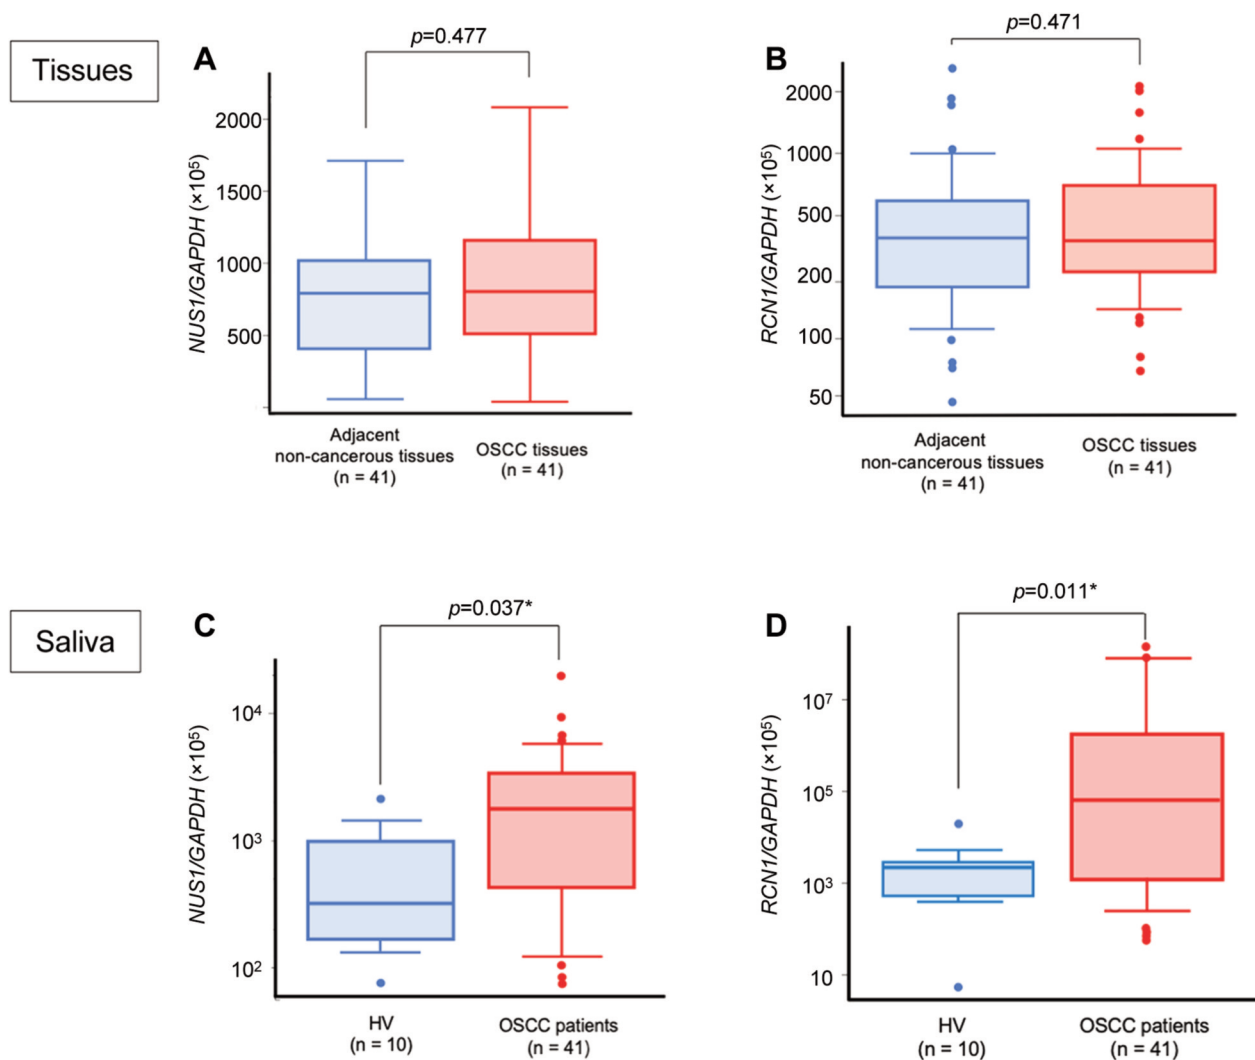 Tissues
A
p=0.477
NUS1/GAPDH (×10⁵)
2000
1500
1000
500
Adjacent
non-cancerous tissues
(n = 41)
OSCC tissues
(n = 41)
B
p=0.471
RCN1/GAPDH (×10⁵)
2000
1000
500
200
100
50
Adjacent
non-cancerous tissues
(n = 41)
OSCC tissues
(n = 41)
Saliva
C
p=0.037*
NUS1/GAPDH (×10⁵)
10⁴
10³
10²
HV
(n = 10)
OSCC patients
(n = 41)
D
p=0.011*
RCN1/GAPDH (×10⁵)
10⁷
10⁵
10³
10
HV
(n = 10)
OSCC patients
(n = 41)